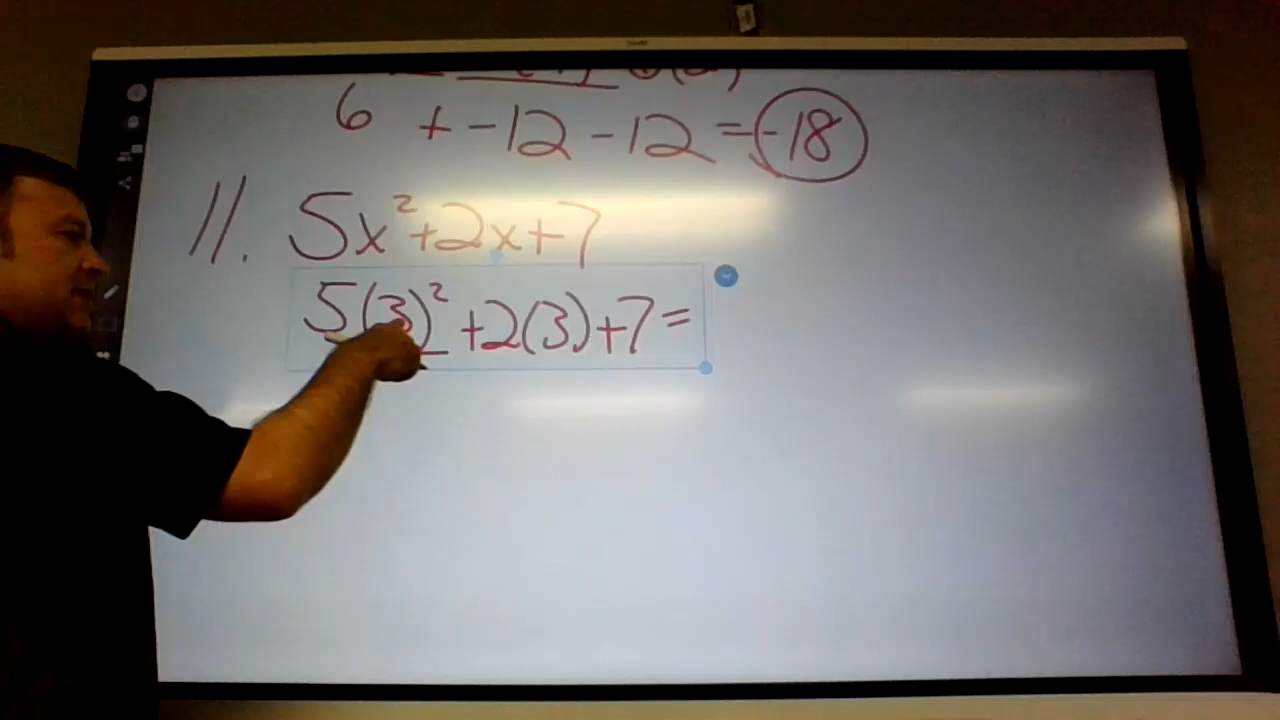 6 + -12 -12 = -18
11. 5x²+2x+7
5(3)² +2(3)+7=